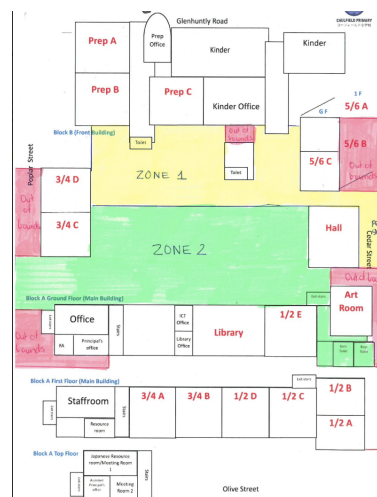 Glenhuntly Road
CAULFIELD PRIMARY
Prep A
Prep Office
Kinder
Kinder
Prep B
Prep C
Kinder Office
1 F
G F
5/6 A
Block B (Front Building)
Toilet
Out of bounds
5/6 B
Out of bounds
Poplar Street
ZONE 1
Toilet
5/6 C
3/4 D
Out of bounds
3/4 C
ZONE 2
Hall
Cedar Street
Out of
Block A Ground Floor (Main Building)
Art Room
Office
Stairs
ICT Office
Library
1/2 E
Out of bounds
PA
Principal's office
Library Office
Block A First Floor (Main Building)
Staffroom
Stairs
3/4 A
3/4 B
1/2 D
1/2 C
1/2 B
Resource room
1/2 A
Block A Top Floor
Japanese Resource room/Meeting Room 1
Stairs
Assistant Principal's office
Meeting Room 2
Olive Street